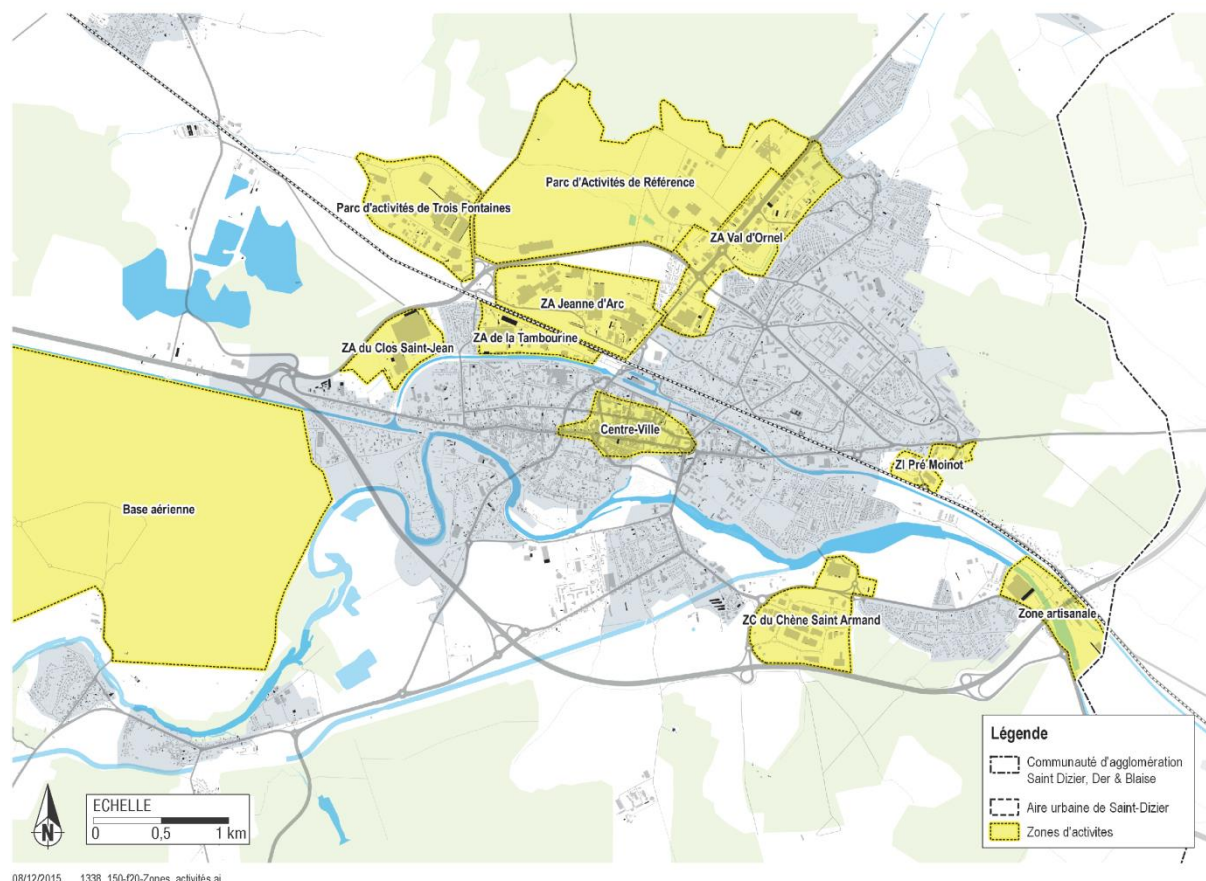 Parc d'Activités de Référence
Parc d'activités de Trois Fontaines
ZA Val d'Ornel
ZA Jeanne d'Arc
ZA de la Tambourine
ZA du Clos Saint-Jean
Centre-Ville
ZI Pré Moinot
Base aérienne
Zone artisanale
ZC du Chène Saint Armand
Légende
Communauté d'agglomération
Saint Dizier, Der & Blaise
Aire urbaine de Saint-Dizier
Zones d'activites
ECHELLE
0 0,5 1 km
N
08/12/2015 1338_150-f20-Zones_activités.ai